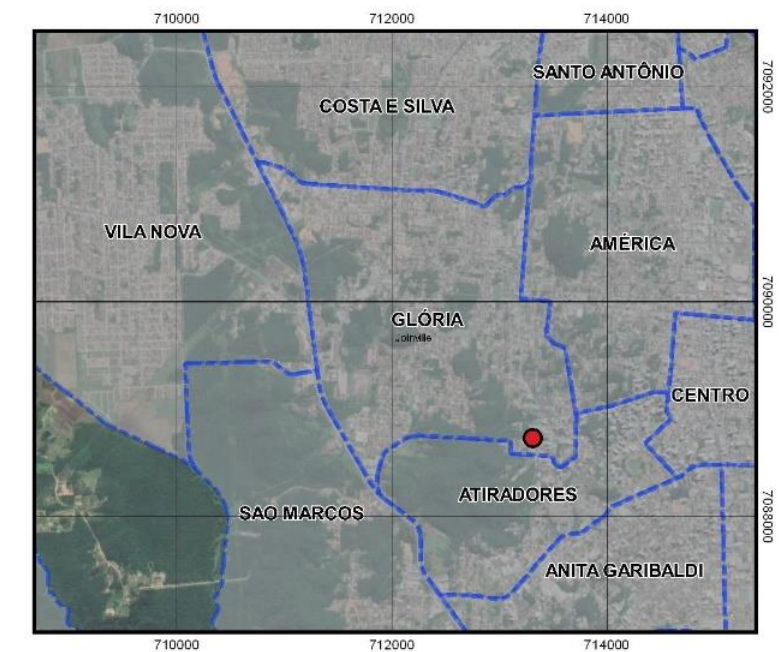 710000 712000 714000
SANTO ANTÔNIO
7092000
COSTA E SILVA
VILA NOVA
AMÉRICA
7090000
GLÓRIA
Joinville
CENTRO
ATIRADORES
SAO MARCOS
7088000
ANITA GARIBALDI
710000 712000 714000